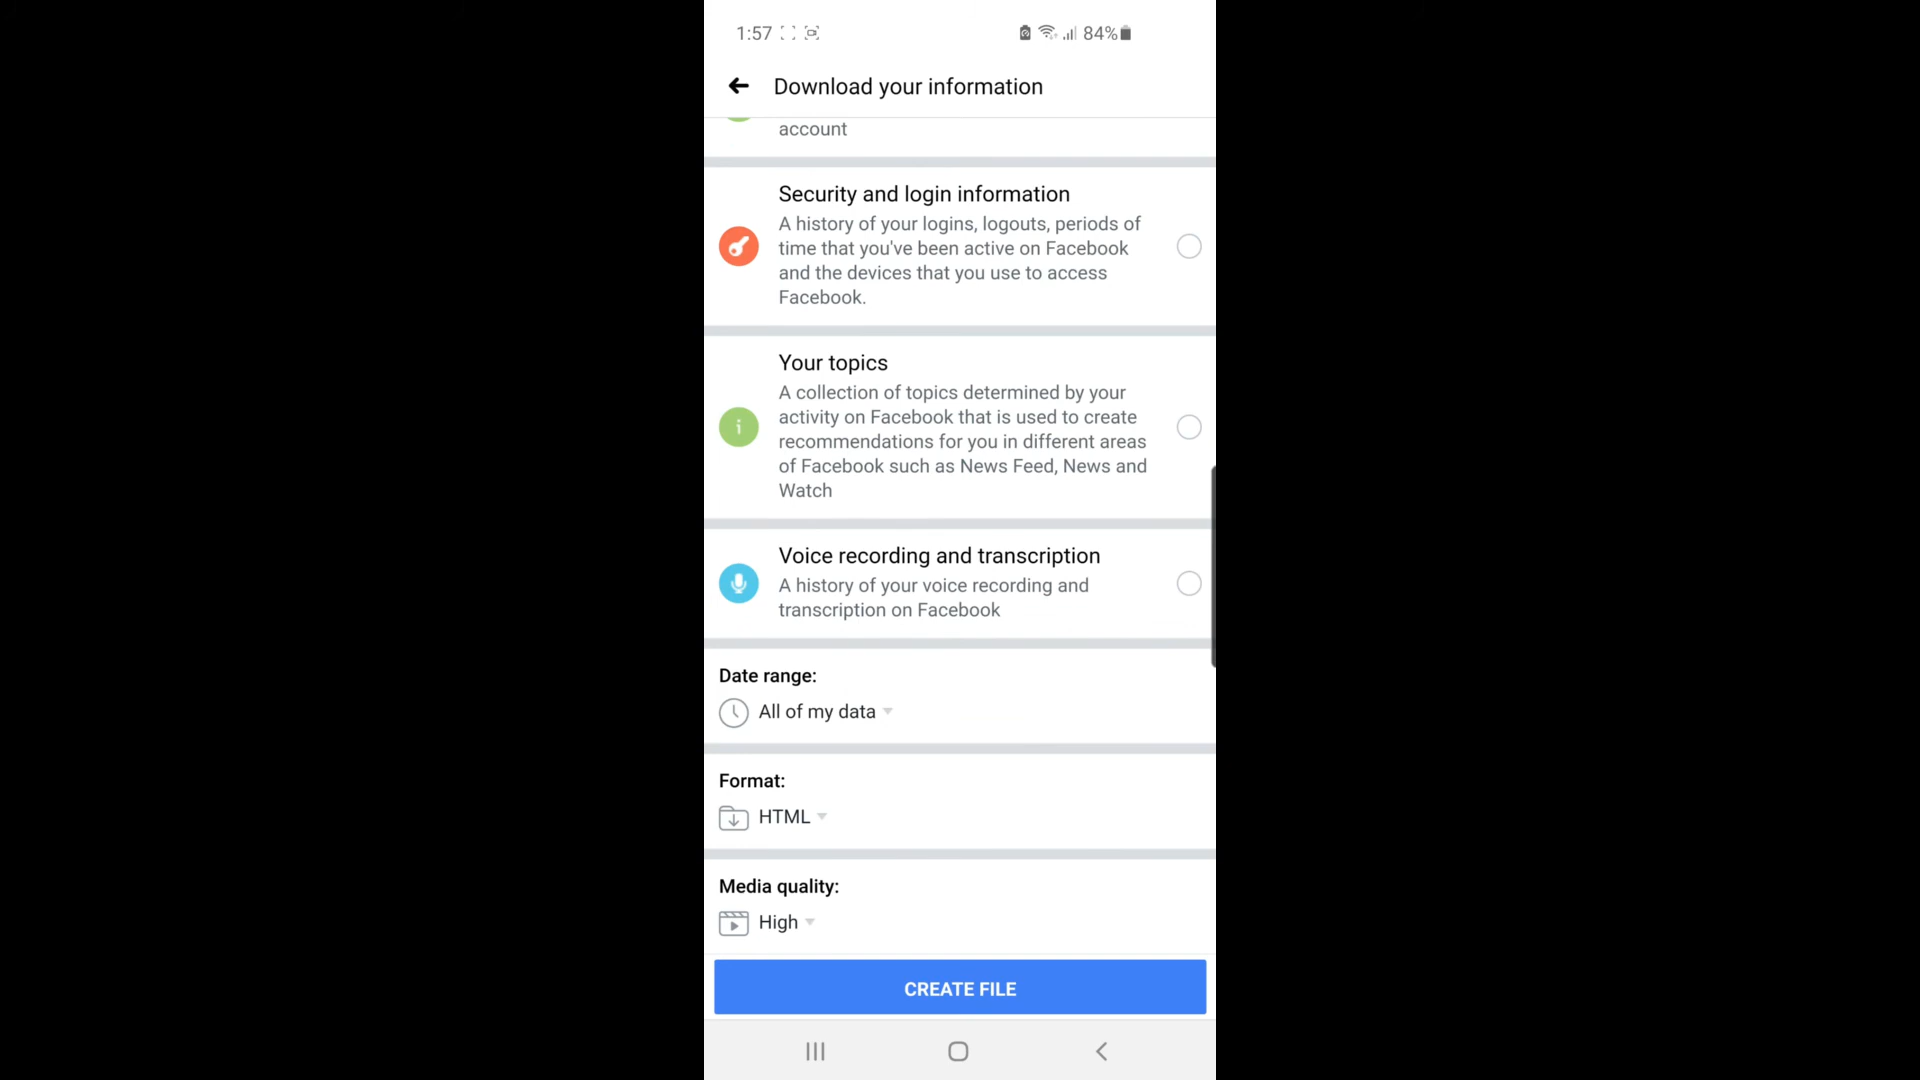 1:57
84%
Download your information
account
Security and login information
A history of your logins, logouts, periods of
time that you've been active on Facebook
and the devices that you use to access
Facebook.
Your topics
A collection of topics determined by your
activity on Facebook that is used to create
recommendations for you in different areas
of Facebook such as News Feed, News and
Watch
Voice recording and transcription
A history of your voice recording and
transcription on Facebook
Date range:
All of my data
Format:
HTML
Media quality:
High
CREATE FILE